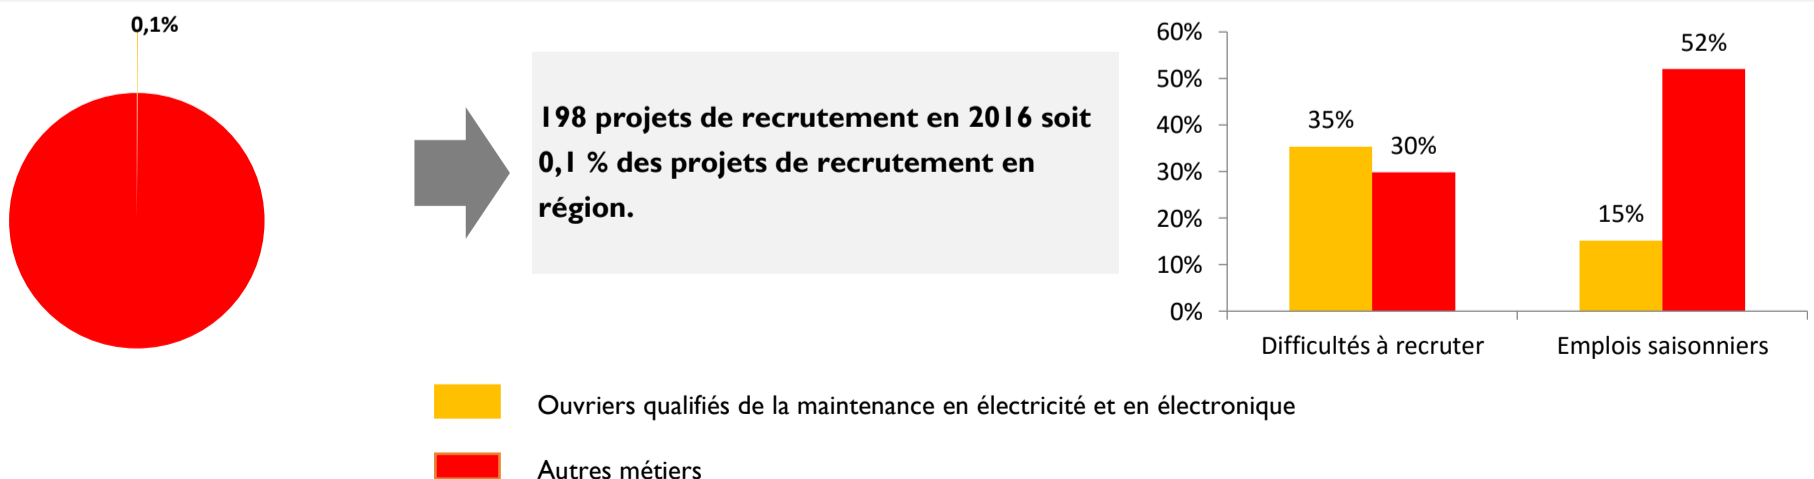 0,1%
198 projets de recrutement en 2016 soit
0,1 % des projets de recrutement en
région.
60%
50%
40%
30%
20%
10%
0%
35%
30%
15%
52%
Difficultés à recruter
Emplois saisonniers
Ouvriers qualifiés de la maintenance en électricité et en électronique
Autres métiers